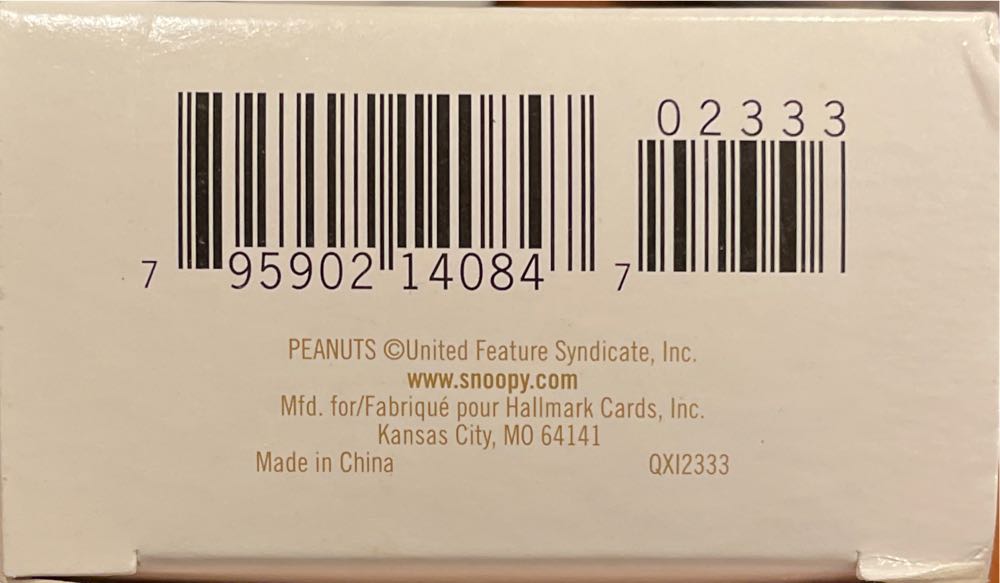 02333
7 95902 14084 7
PEANUTS ©United Feature Syndicate, Inc.
www.snoopy.com
Mfd. for/Fabriqué pour Hallmark Cards, Inc.
Kansas City, MO 64141
Made in China QXI2333